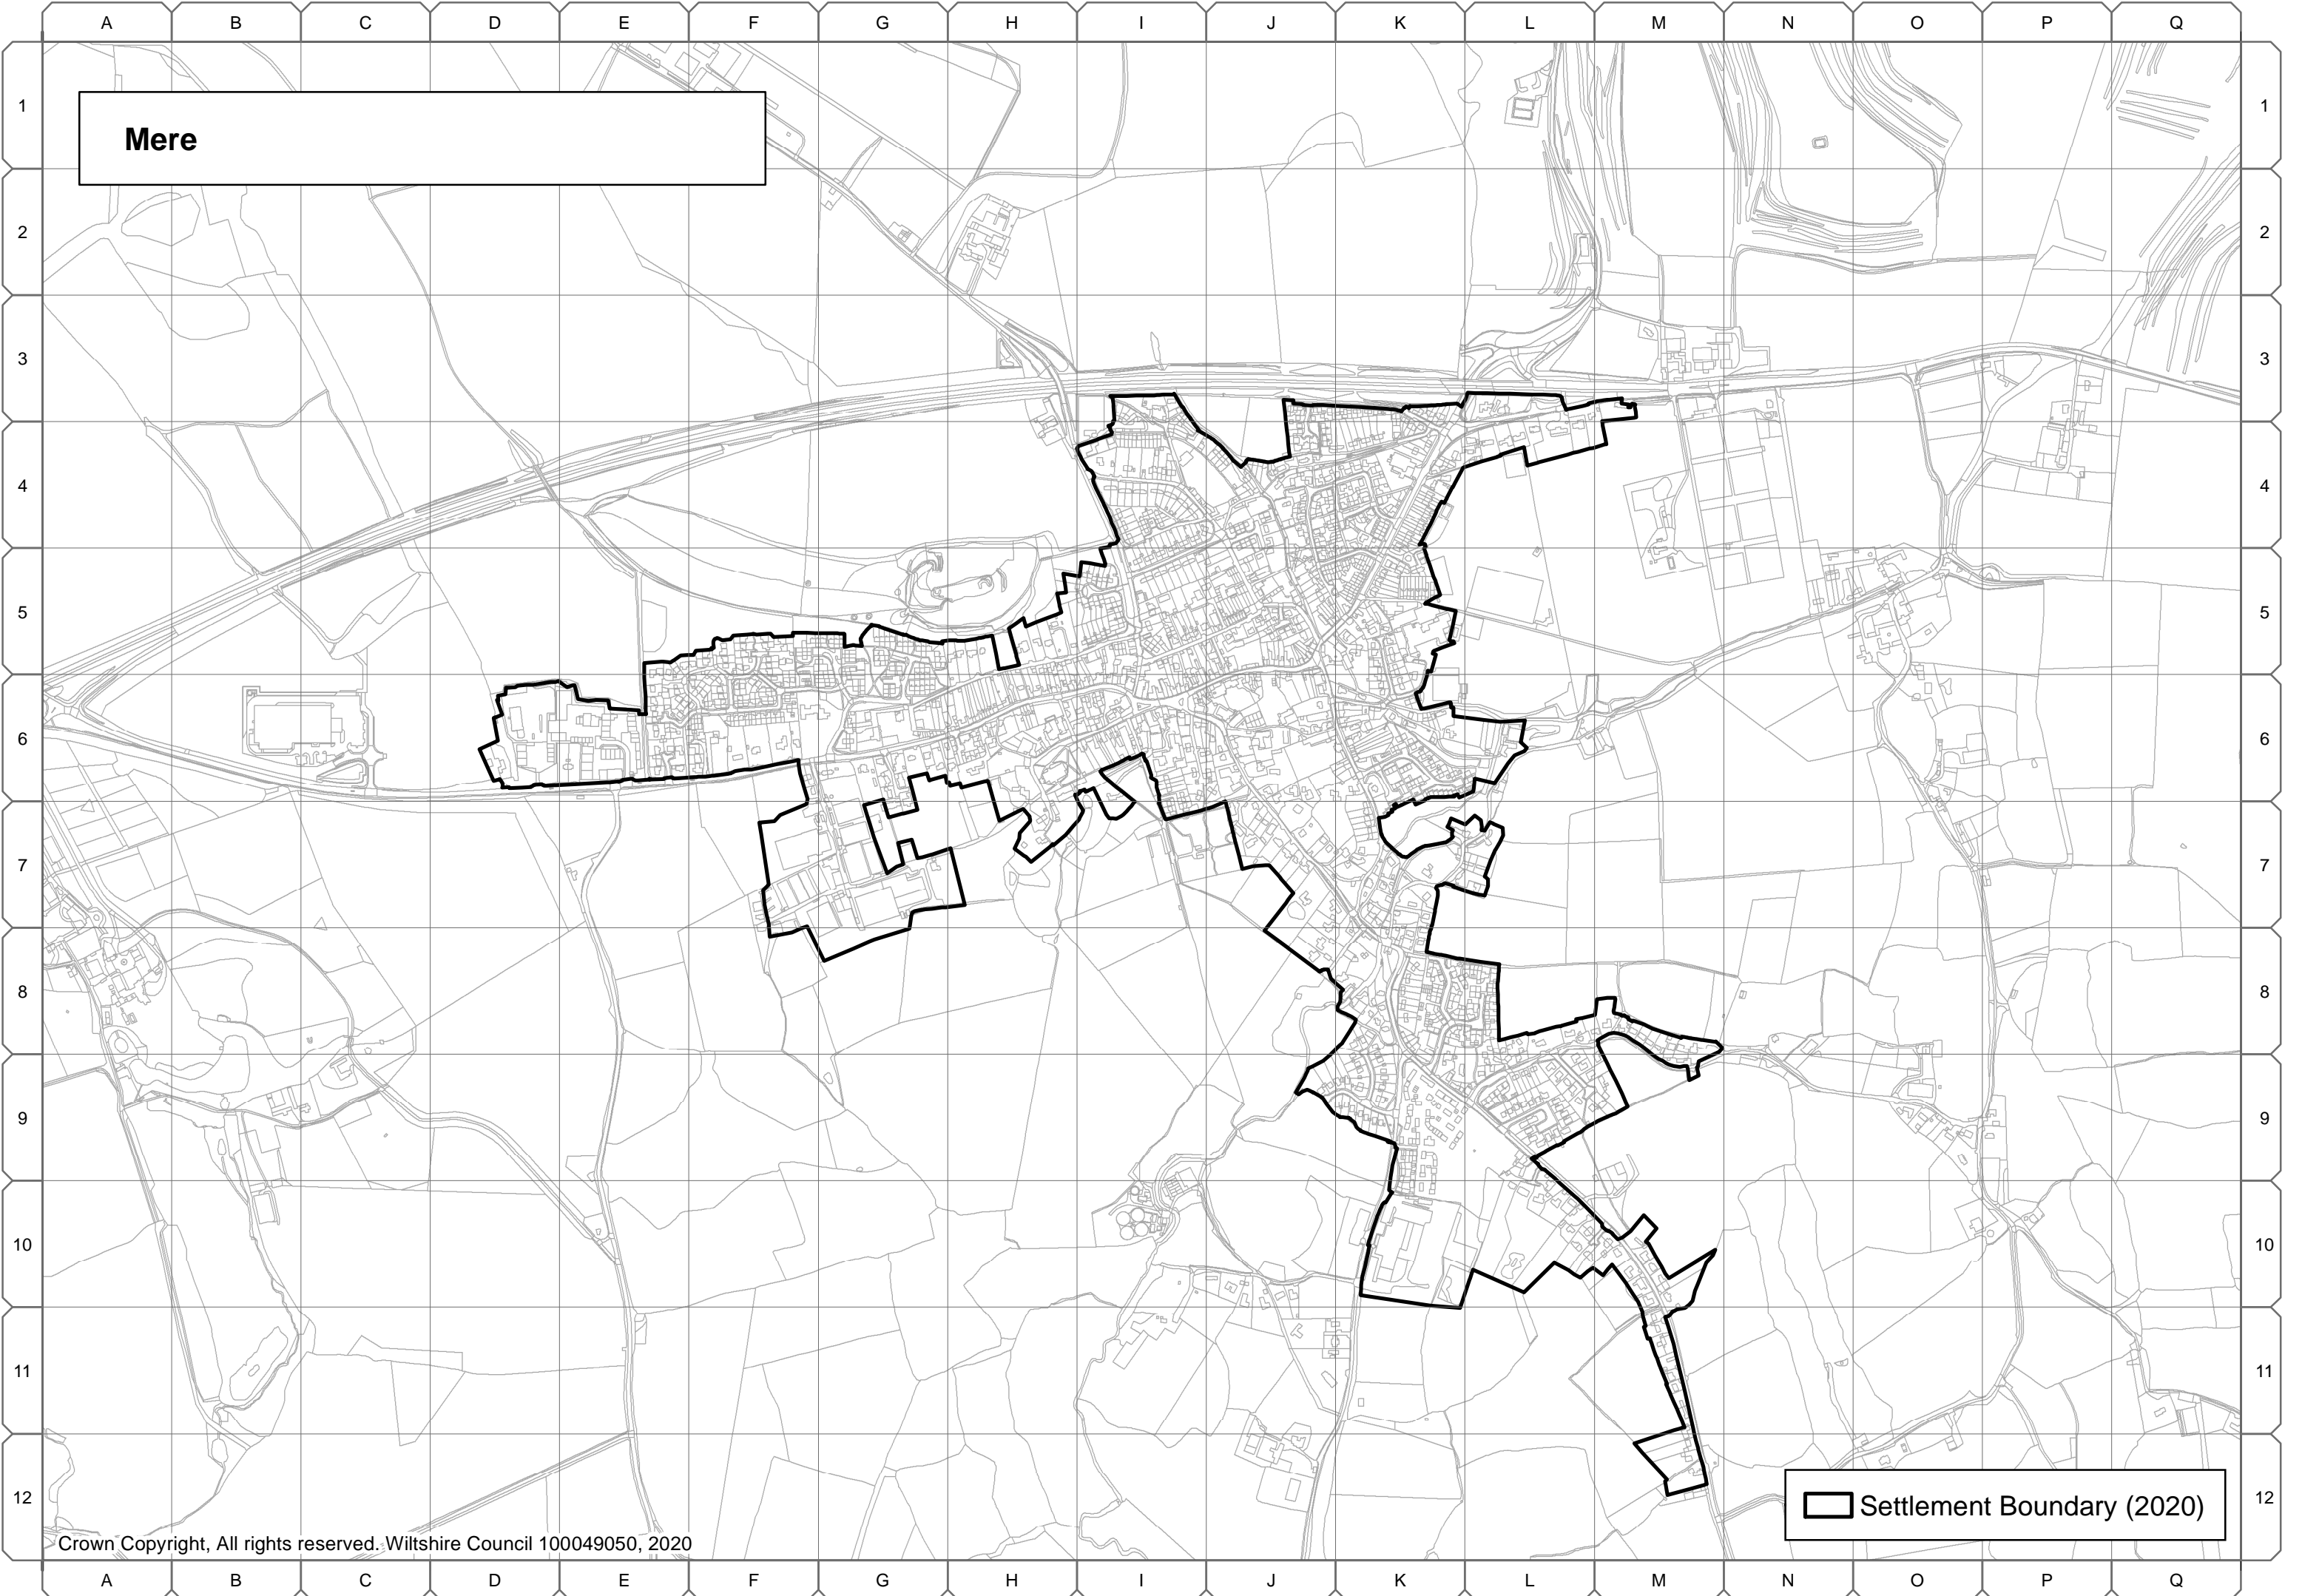 A B C D E F G H I J K L M N O P Q
1 1
Mere
2 2
3 3
4 4
5 5
6 6
7 7
8 8
9 9
10 10
11 11
12 12
Settlement Boundary (2020)
Crown Copyright, All rights reserved. Wiltshire Council 100049050, 2020
A B C D E F G H I J K L M N O P Q